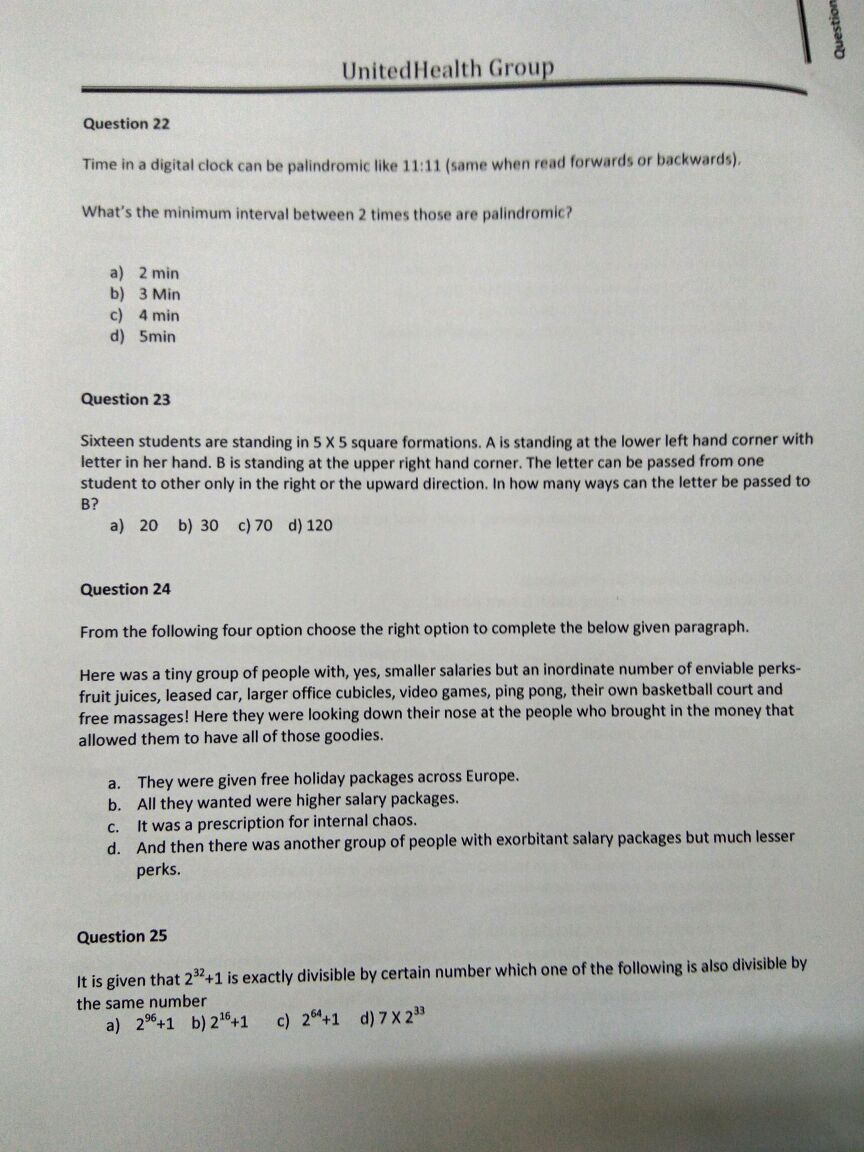 Question
UnitedHealth Group
Question 22
Time in a digital clock can be palindromic like 11:11 (same when read forwards or backwards).
What's the minimum interval between 2 times those are palindromic?
a) 2 min
b) 3 Min
c) 4 min
d) 5min
Question 23
Sixteen students are standing in 5 X 5 square formations. A is standing at the lower left hand corner with
letter in her hand. B is standing at the upper right hand corner. The letter can be passed from one
student to other only in the right or the upward direction. In how many ways can the letter be passed to
B?
a) 20 b) 30 c) 70 d) 120
Question 24
From the following four option choose the right option to complete the below given paragraph.
Here was a tiny group of people with, yes, smaller salaries but an inordinate number of enviable perks-
fruit juices, leased car, larger office cubicles, video games, ping pong, their own basketball court and
free massages! Here they were looking down their nose at the people who brought in the money that
allowed them to have all of those goodies.
a. They were given free holiday packages across Europe.
b. All they wanted were higher salary packages.
c. It was a prescription for internal chaos.
d. And then there was another group of people with exorbitant salary packages but much lesser
perks.
Question 25
It is given that 2³²+1 is exactly divisible by certain number which one of the following is also divisible by
the same number
a) 2⁹⁶+1 b) 2¹⁶+1 c) 2⁶⁴+1 d) 7 X 2³³